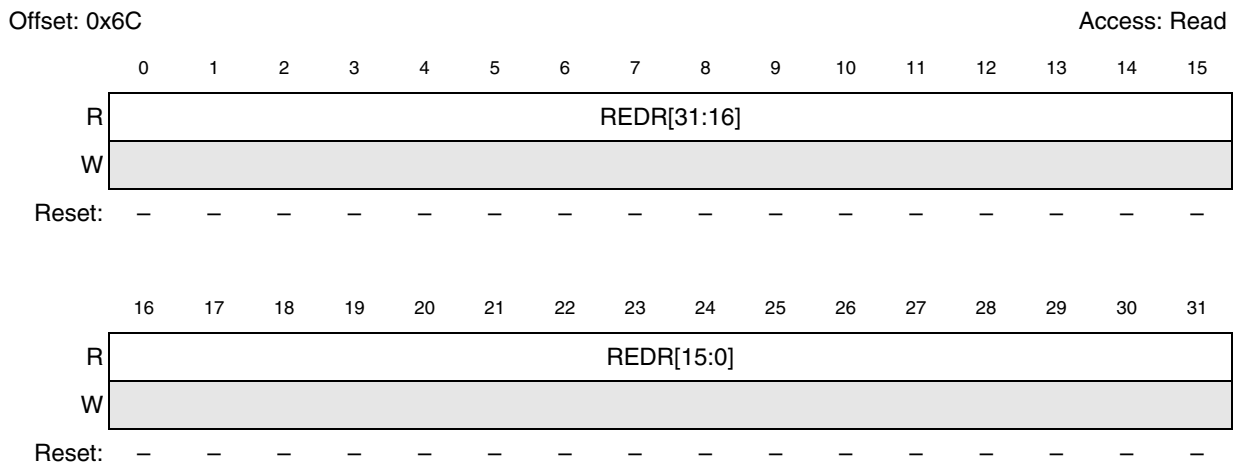 Offset: 0x6C Access: Read
0 1 2 3 4 5 6 7 8 9 10 11 12 13 14 15
R REDR[31:16]
W
Reset: – – – – – – – – – – – – – – – –
16 17 18 19 20 21 22 23 24 25 26 27 28 29 30 31
R REDR[15:0]
W
Reset: – – – – – – – – – – – – – – – –